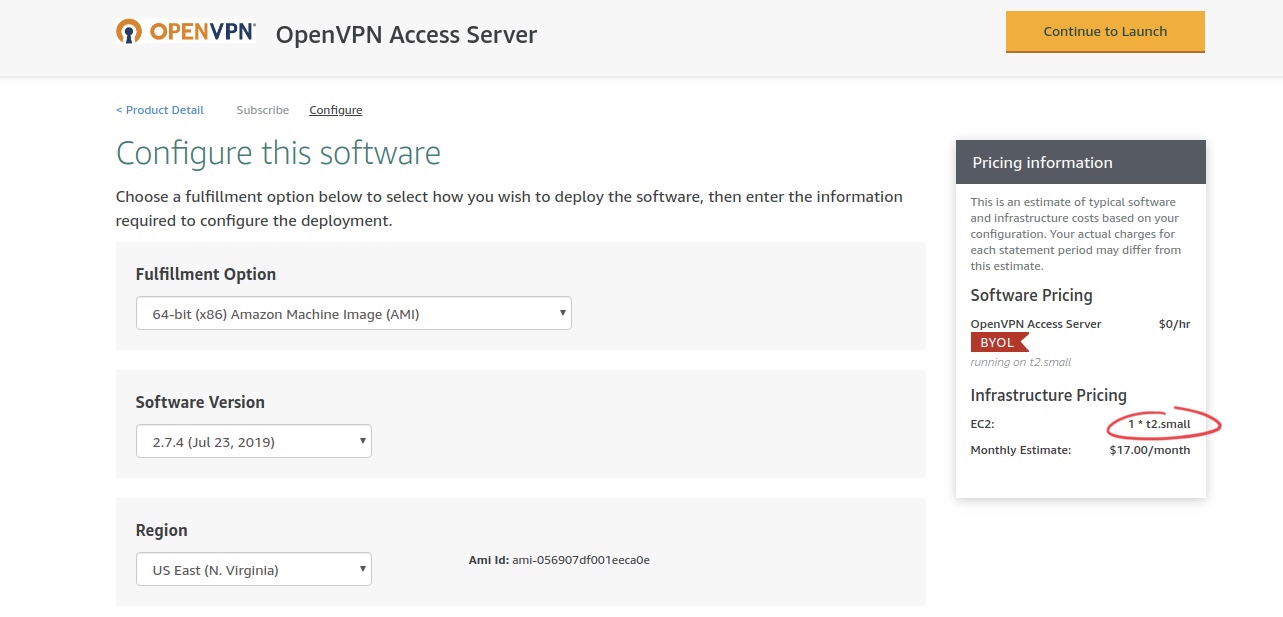 OPENVPN® OpenVPN Access Server
Continue to Launch
< Product Detail Subscribe Configure
Configure this software
Choose a fulfillment option below to select how you wish to deploy the software, then enter the information
required to configure the deployment.
Fulfillment Option
64-bit (x86) Amazon Machine Image (AMI)
Software Version
2.7.4 (Jul 23, 2019)
Region
US East (N. Virginia)
Ami Id: ami-056907df001eeca0e
Pricing information
This is an estimate of typical software
and infrastructure costs based on your
configuration. Your actual charges for
each statement period may differ from
this estimate.
Software Pricing
OpenVPN Access Server $0/hr
BYOL
running on t2.small
Infrastructure Pricing
EC2: 1 * t2.small
Monthly Estimate: $17.00/month